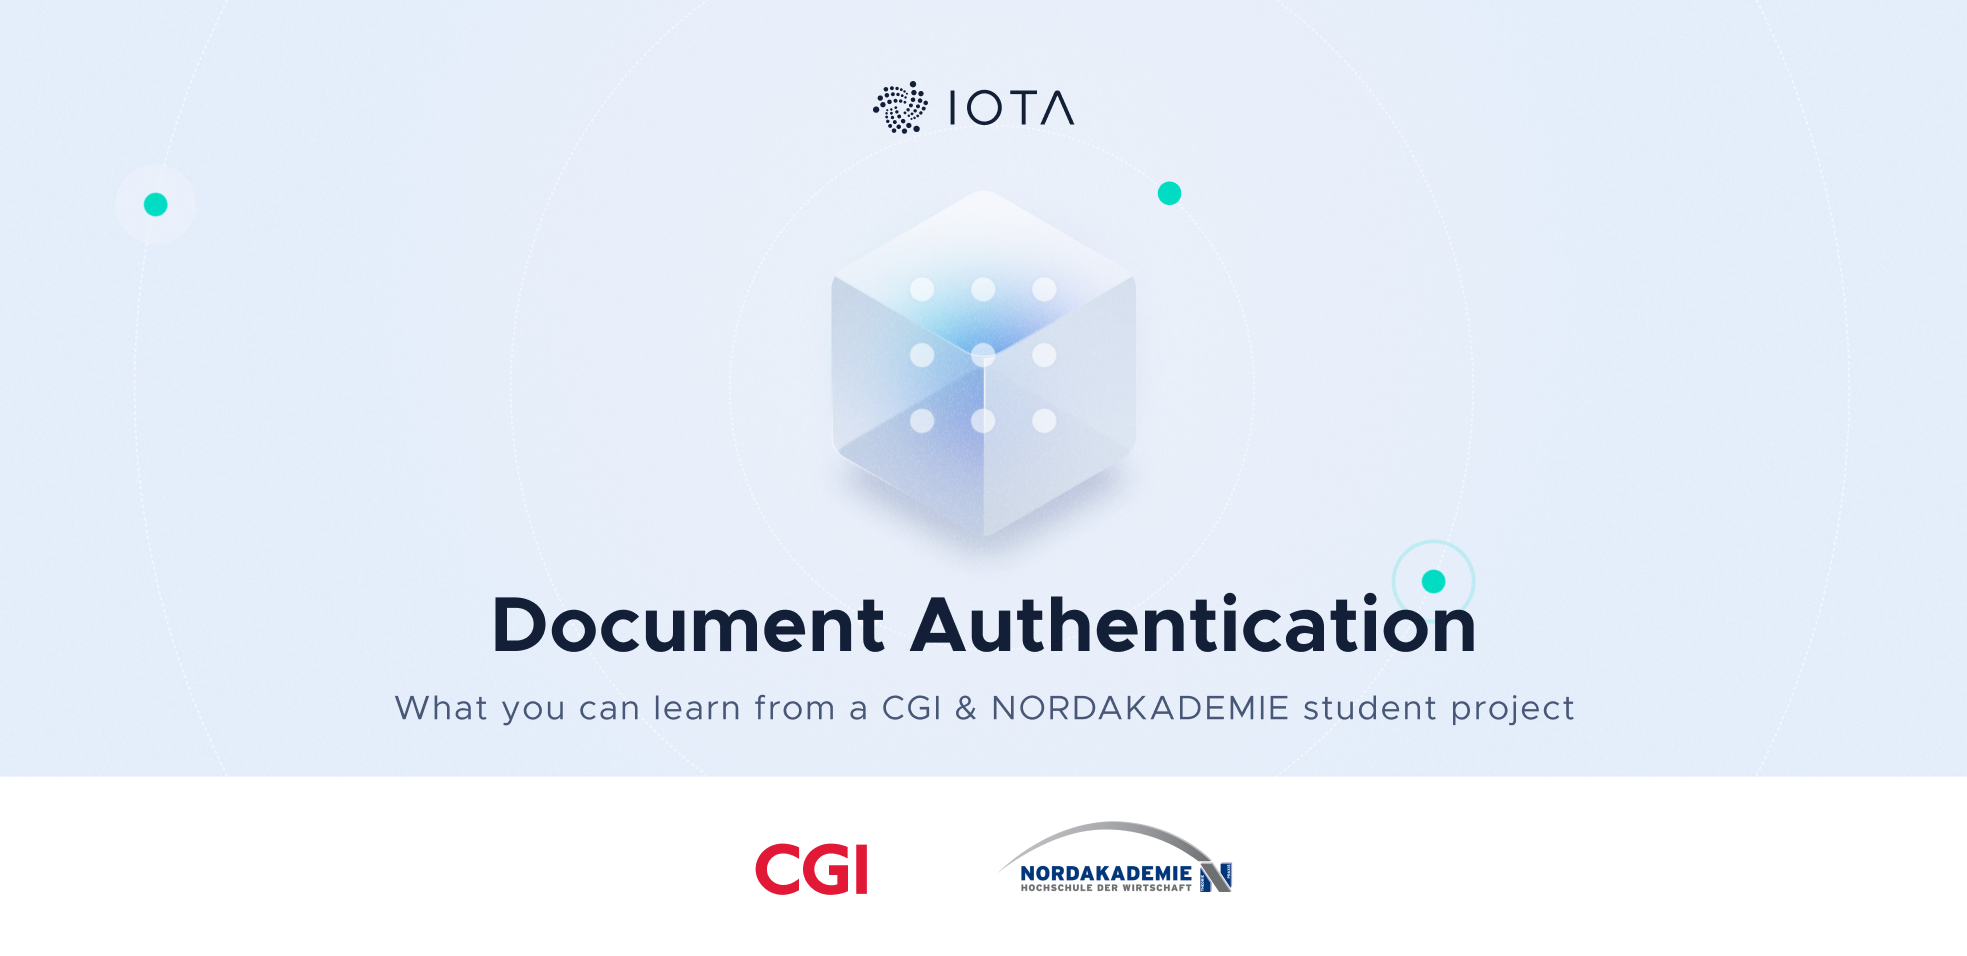 IOTA
Document Authentication
What you can learn from a CGI & NORDAKADEMIE student project
CGI
NORDAKADEMIE
HOCHSCHULE DER WIRTSCHAFT